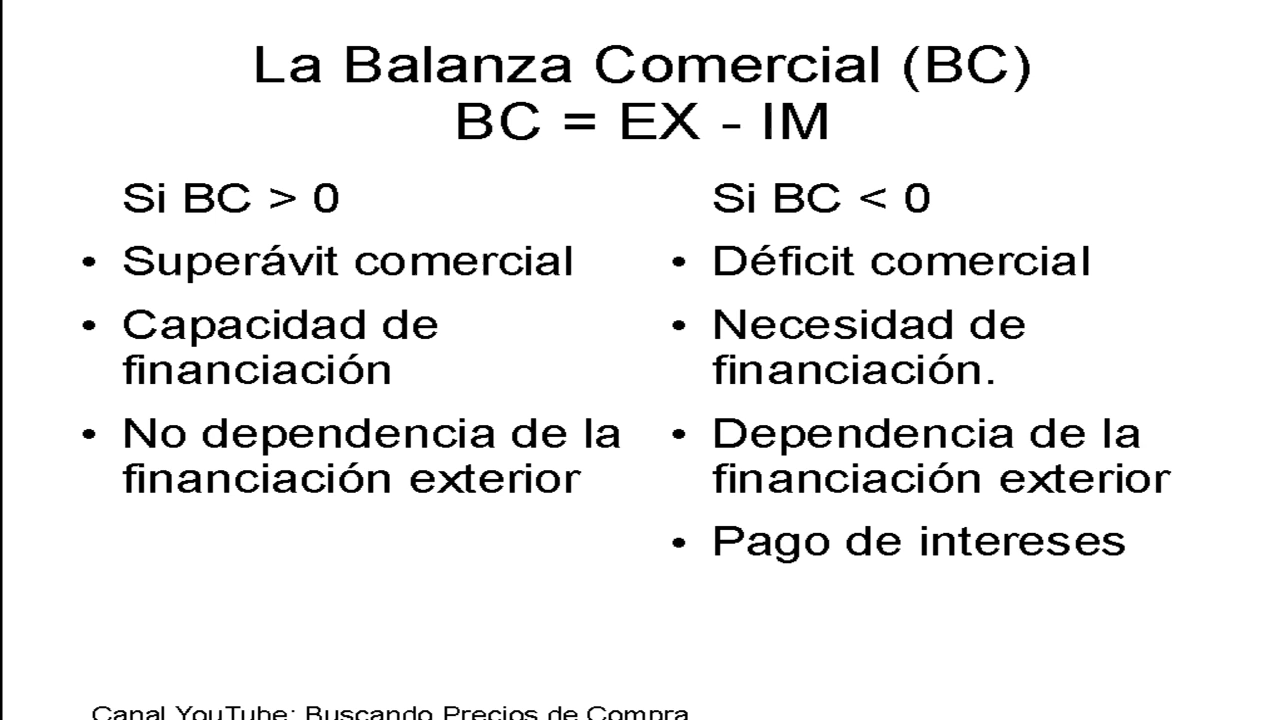 La Balanza Comercial (BC)
BC = EX - IM
Si BC > 0
• Superávit comercial
• Capacidad de
financiación
• No dependencia de la
financiación exterior
Si BC < 0
• Déficit comercial
• Necesidad de
financiación.
• Dependencia de la
financiación exterior
• Pago de intereses
Canal YouTube: Buscando Precios de Compra